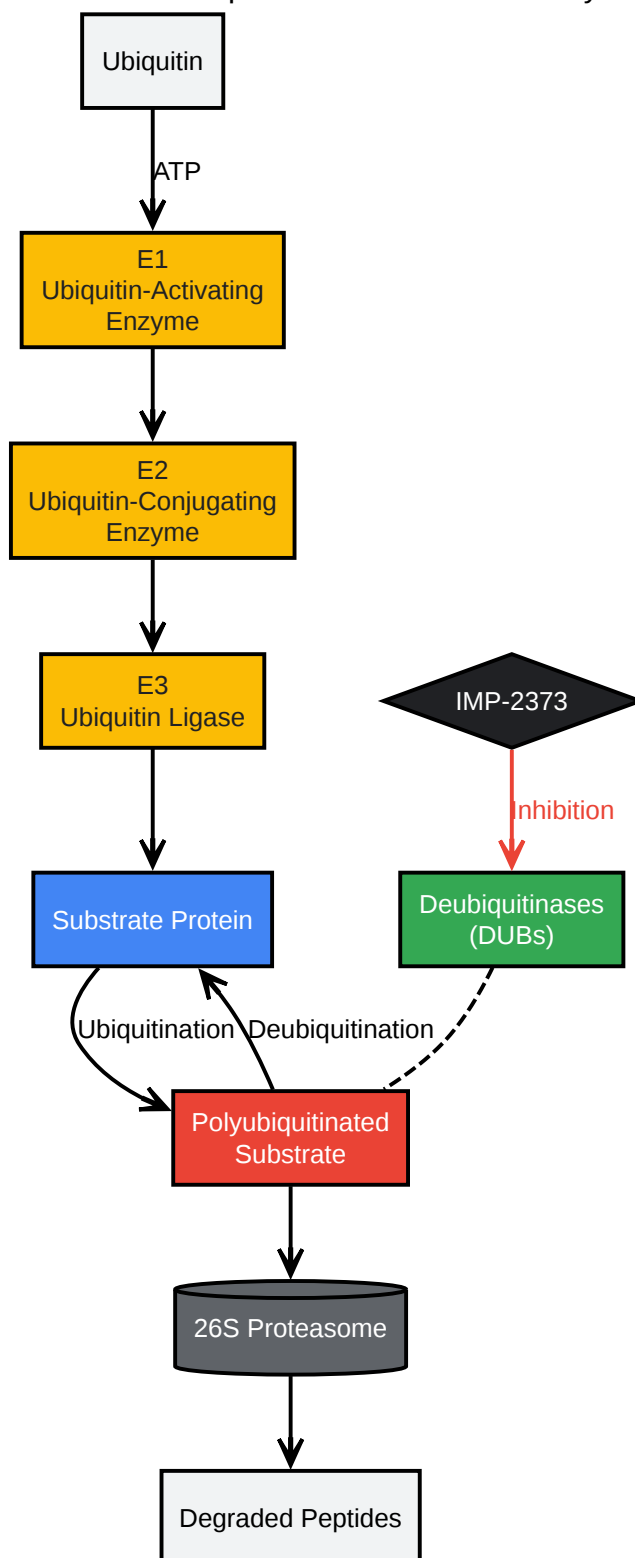 Ubiquitin
ATP
E1
Ubiquitin-Activating
Enzyme
E2
Ubiquitin-Conjugating
Enzyme
E3
Ubiquitin Ligase
IMP-2373
Inhibition
Substrate Protein
Deubiquitinases
(DUBs)
Ubiquitination
Deubiquitination
Polyubiquitinated
Substrate
26S Proteasome
Degraded Peptides